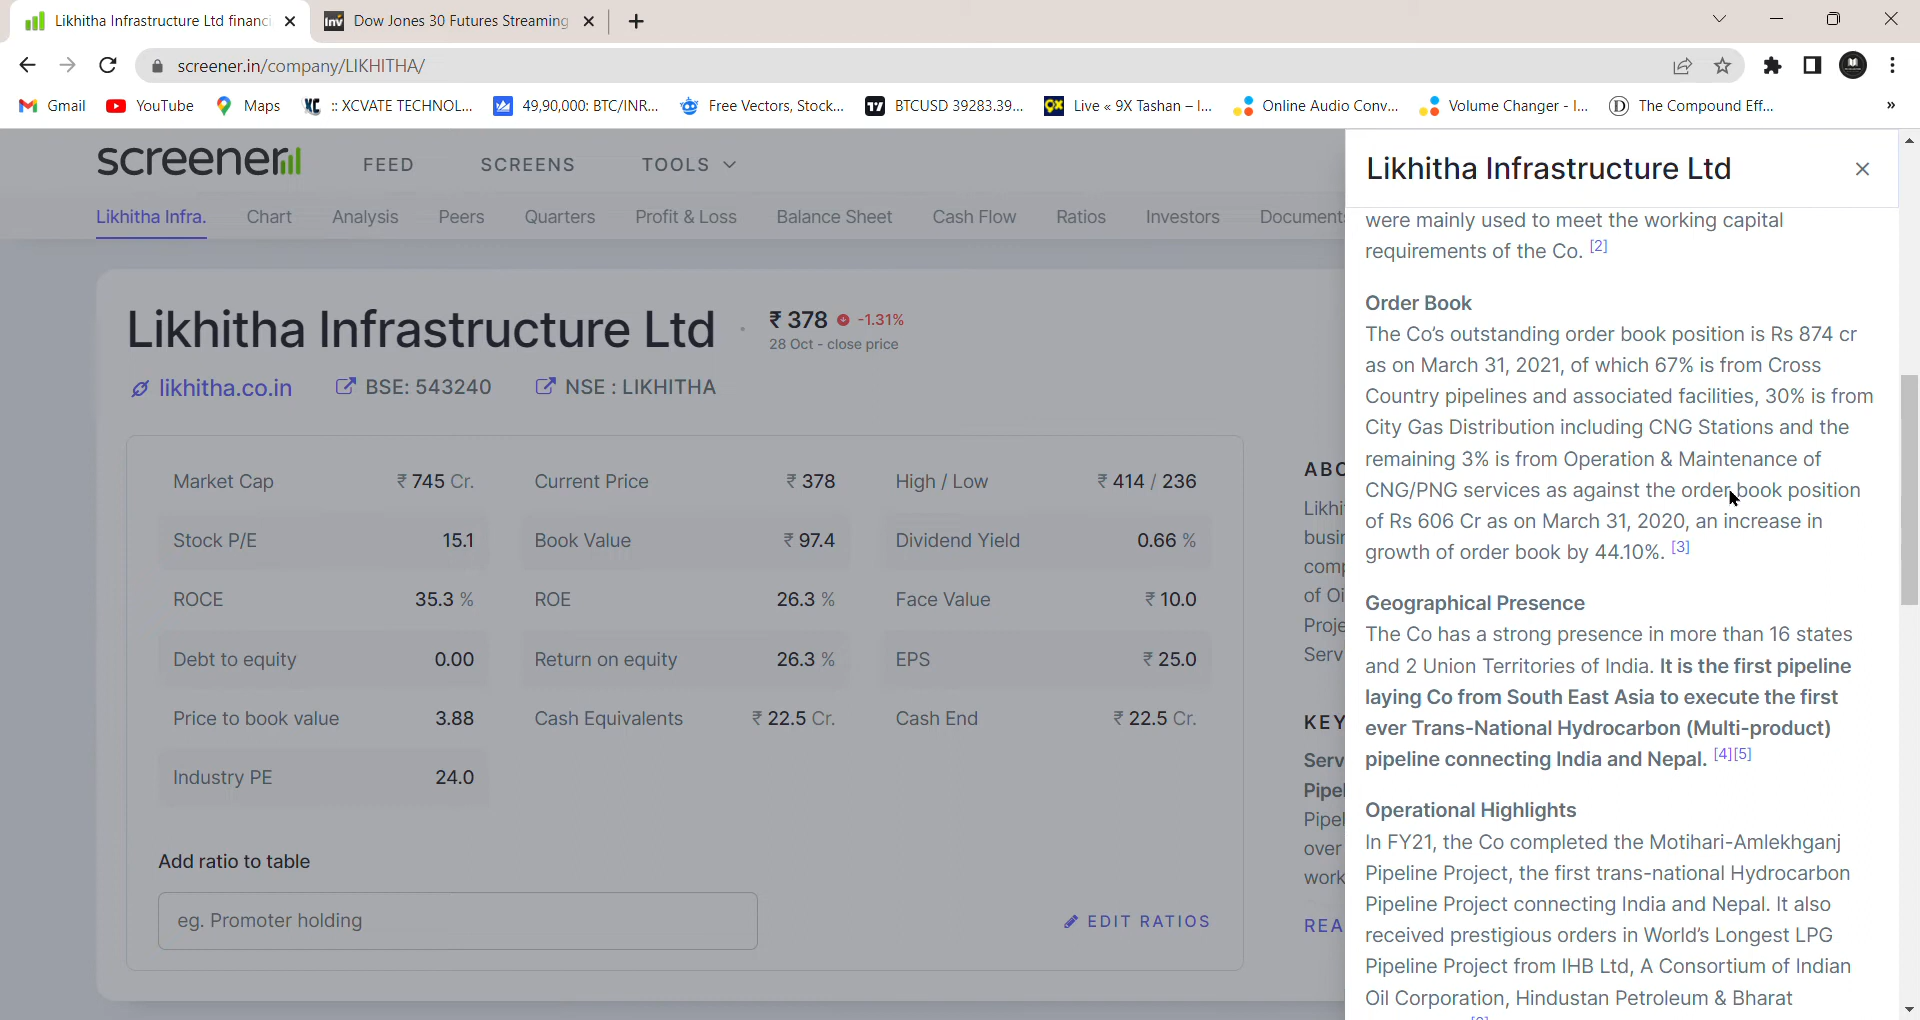 Likhitha Infrastructure Ltd financi
Dow Jones 30 Futures Streaming
screener.in/company/LIKHITHA/
Gmail
YouTube
Maps
:: XCVATE TECHNOL...
49,90,000: BTC/INR...
Free Vectors, Stock...
BTCUSD 39283.39...
Live « 9X Tashan – I...
Online Audio Conv...
Volume Changer - I...
The Compound Eff...
»
screener
FEED
SCREENS
TOOLS
Likhitha Infra.
Chart
Analysis
Peers
Quarters
Profit & Loss
Balance Sheet
Cash Flow
Ratios
Investors
Document
Likhitha Infrastructure Ltd
₹ 378 -1.31%
28 Oct - close price
likhitha.co.in
BSE: 543240
NSE : LIKHITHA
Market Cap ₹ 745 Cr.
Current Price ₹ 378
High / Low ₹ 414 / 236
Stock P/E 15.1
Book Value ₹ 97.4
Dividend Yield 0.66 %
ROCE 35.3 %
ROE 26.3 %
Face Value ₹ 10.0
Debt to equity 0.00
Return on equity 26.3 %
EPS ₹ 25.0
Price to book value 3.88
Cash Equivalents ₹ 22.5 Cr.
Cash End ₹ 22.5 Cr.
Industry PE 24.0
Add ratio to table
eg. Promoter holding
EDIT RATIOS
ABO
Likhi
busin
comp
of Oi
Proje
Serv
KEY
Serv
Pipel
Pipel
over
work
REA
Likhitha Infrastructure Ltd
were mainly used to meet the working capital
requirements of the Co. [2]
Order Book
The Co's outstanding order book position is Rs 874 cr
as on March 31, 2021, of which 67% is from Cross
Country pipelines and associated facilities, 30% is from
City Gas Distribution including CNG Stations and the
remaining 3% is from Operation & Maintenance of
CNG/PNG services as against the order book position
of Rs 606 Cr as on March 31, 2020, an increase in
growth of order book by 44.10%. [3]
Geographical Presence
The Co has a strong presence in more than 16 states
and 2 Union Territories of India. It is the first pipeline
laying Co from South East Asia to execute the first
ever Trans-National Hydrocarbon (Multi-product)
pipeline connecting India and Nepal. [4][5]
Operational Highlights
In FY21, the Co completed the Motihari-Amlekhganj
Pipeline Project, the first trans-national Hydrocarbon
Pipeline Project connecting India and Nepal. It also
received prestigious orders in World's Longest LPG
Pipeline Project from IHB Ltd, A Consortium of Indian
Oil Corporation, Hindustan Petroleum & Bharat